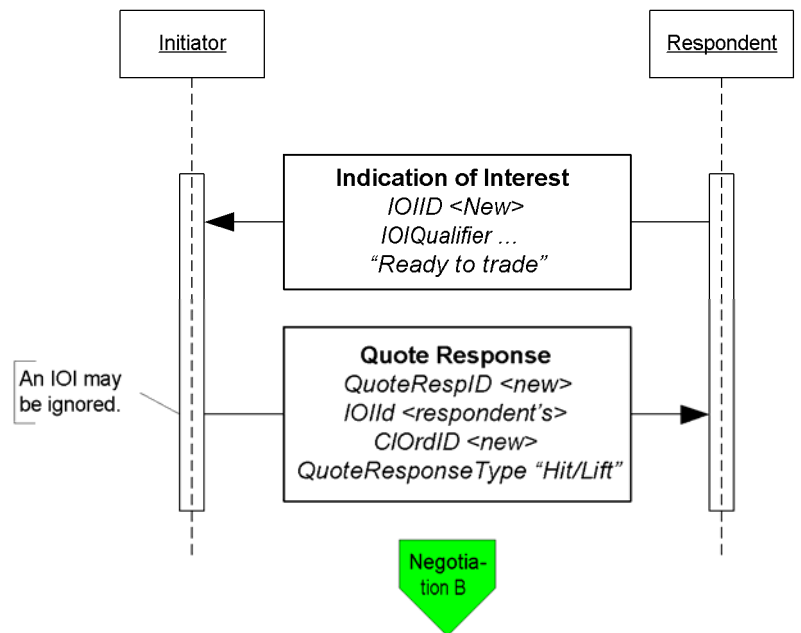 Initiator
Respondent
Indication of Interest
IOIID <New>
IOIQualifier …
“Ready to trade”
Quote Response
QuoteRespID <new>
IOIId <respondent's>
ClOrdID <new>
QuoteResponseType “Hit/Lift”
An IOI may
be ignored.
Negotia-
tion B